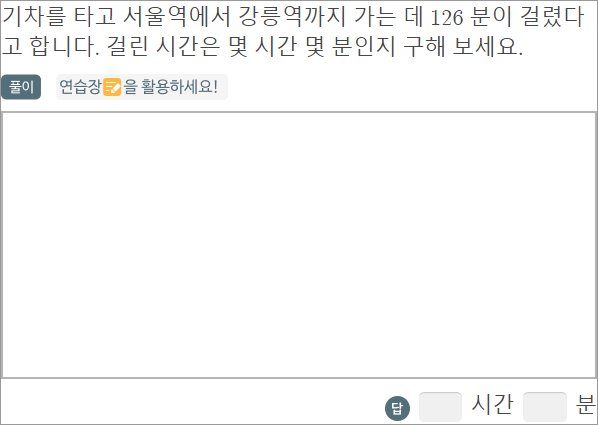 기차를 타고 서울역에서 강릉역까지 가는 데 126 분이 걸렸다
고 합니다. 걸린 시간은 몇 시간 몇 분인지 구해 보세요.
풀이 연습장을 활용하세요!
답 시간 분